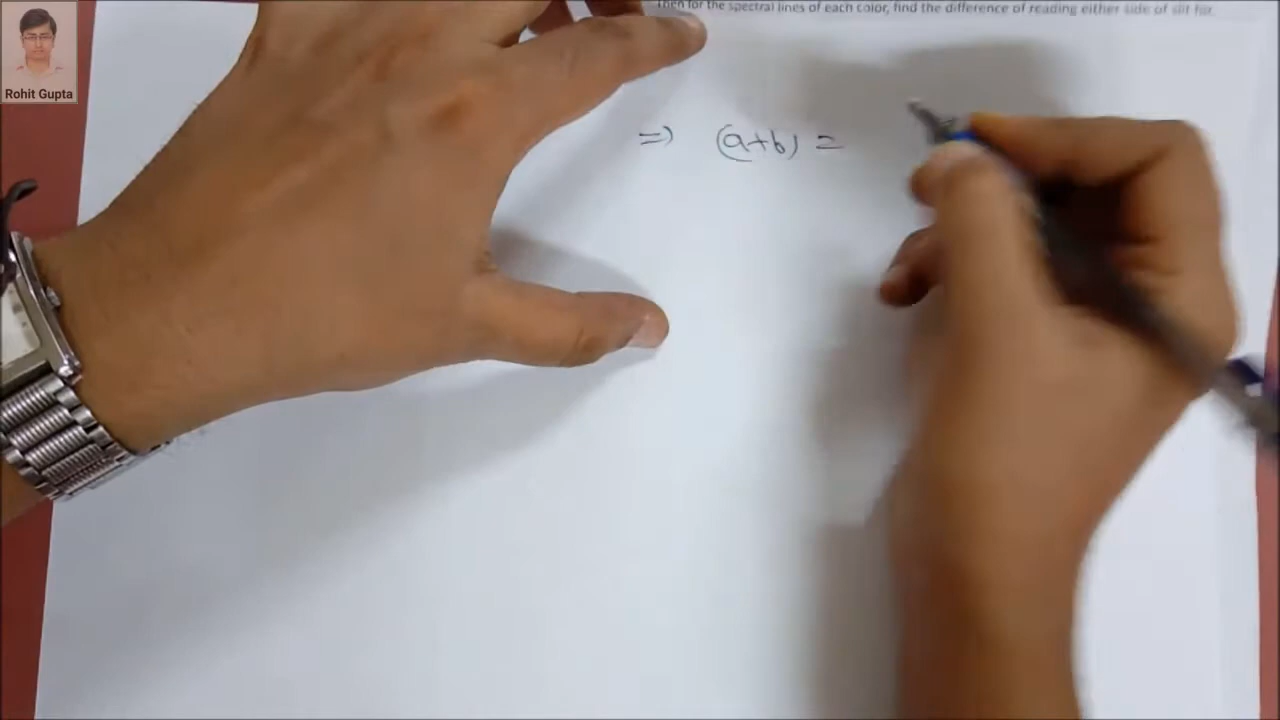 Then for the spectral lines of each color, find the difference of reading either side of slit for
Rohit Gupta
=> (a+b) =